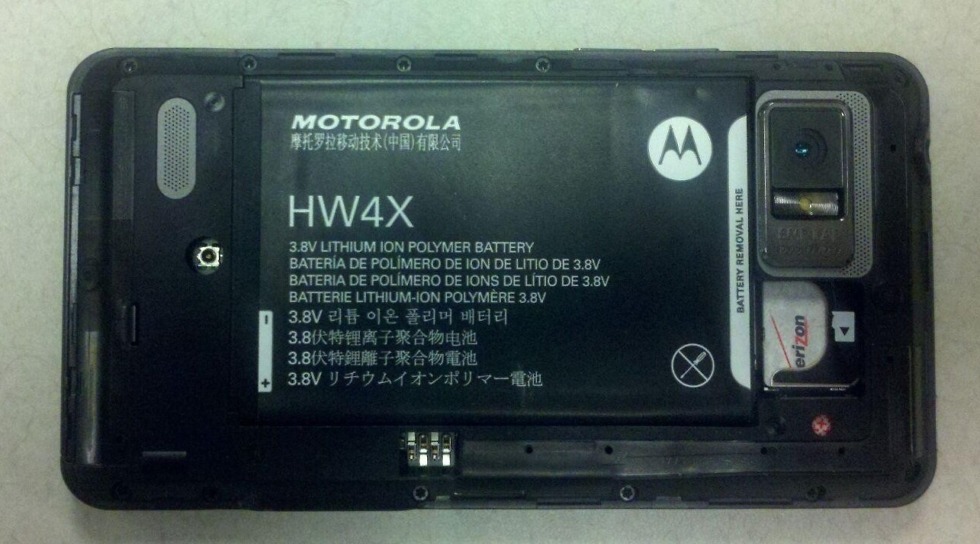 MOTOROLA
摩托罗拉移动技术(中国)有限公司
HW4X
3.8V LITHIUM ION POLYMER BATTERY
BATERÍA DE POLÍMERO DE ION DE LITIO DE 3.8V
BATERIA DE POLÍMERO DE IONS DE LÍTIO DE 3.8V
BATTERIE LITHIUM-ION POLYMÈRE 3.8V
3.8V 리튬 이온 폴리머 배터리
3.8伏特锂离子聚合物电池
3.8伏特鋰離子聚合物電池
3.8V リチウムイオンポリマー電池
- +
BATTERY REMOVAL HERE
erizon